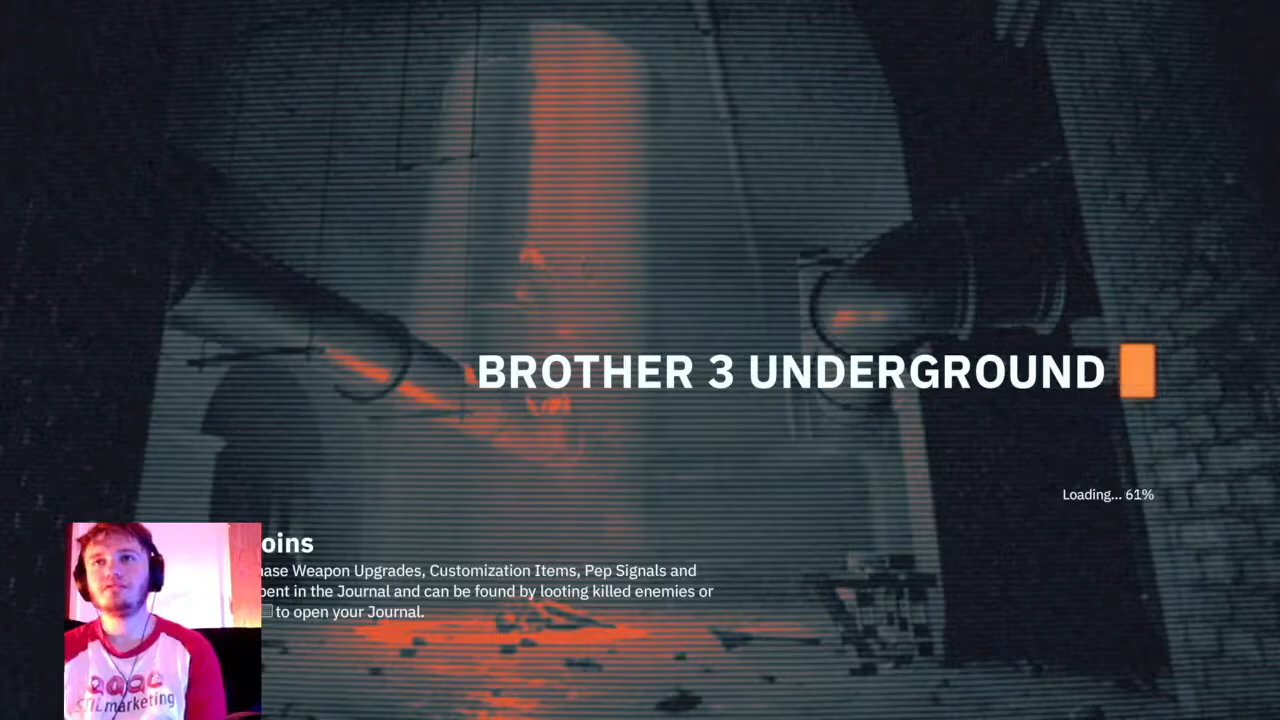 BROTHER 3 UNDERGROUND
Loading... 61%
oins
hase Weapon Upgrades, Customization Items, Pep Signals and
pent in the Journal and can be found by looting killed enemies or
to open your Journal.
marketing